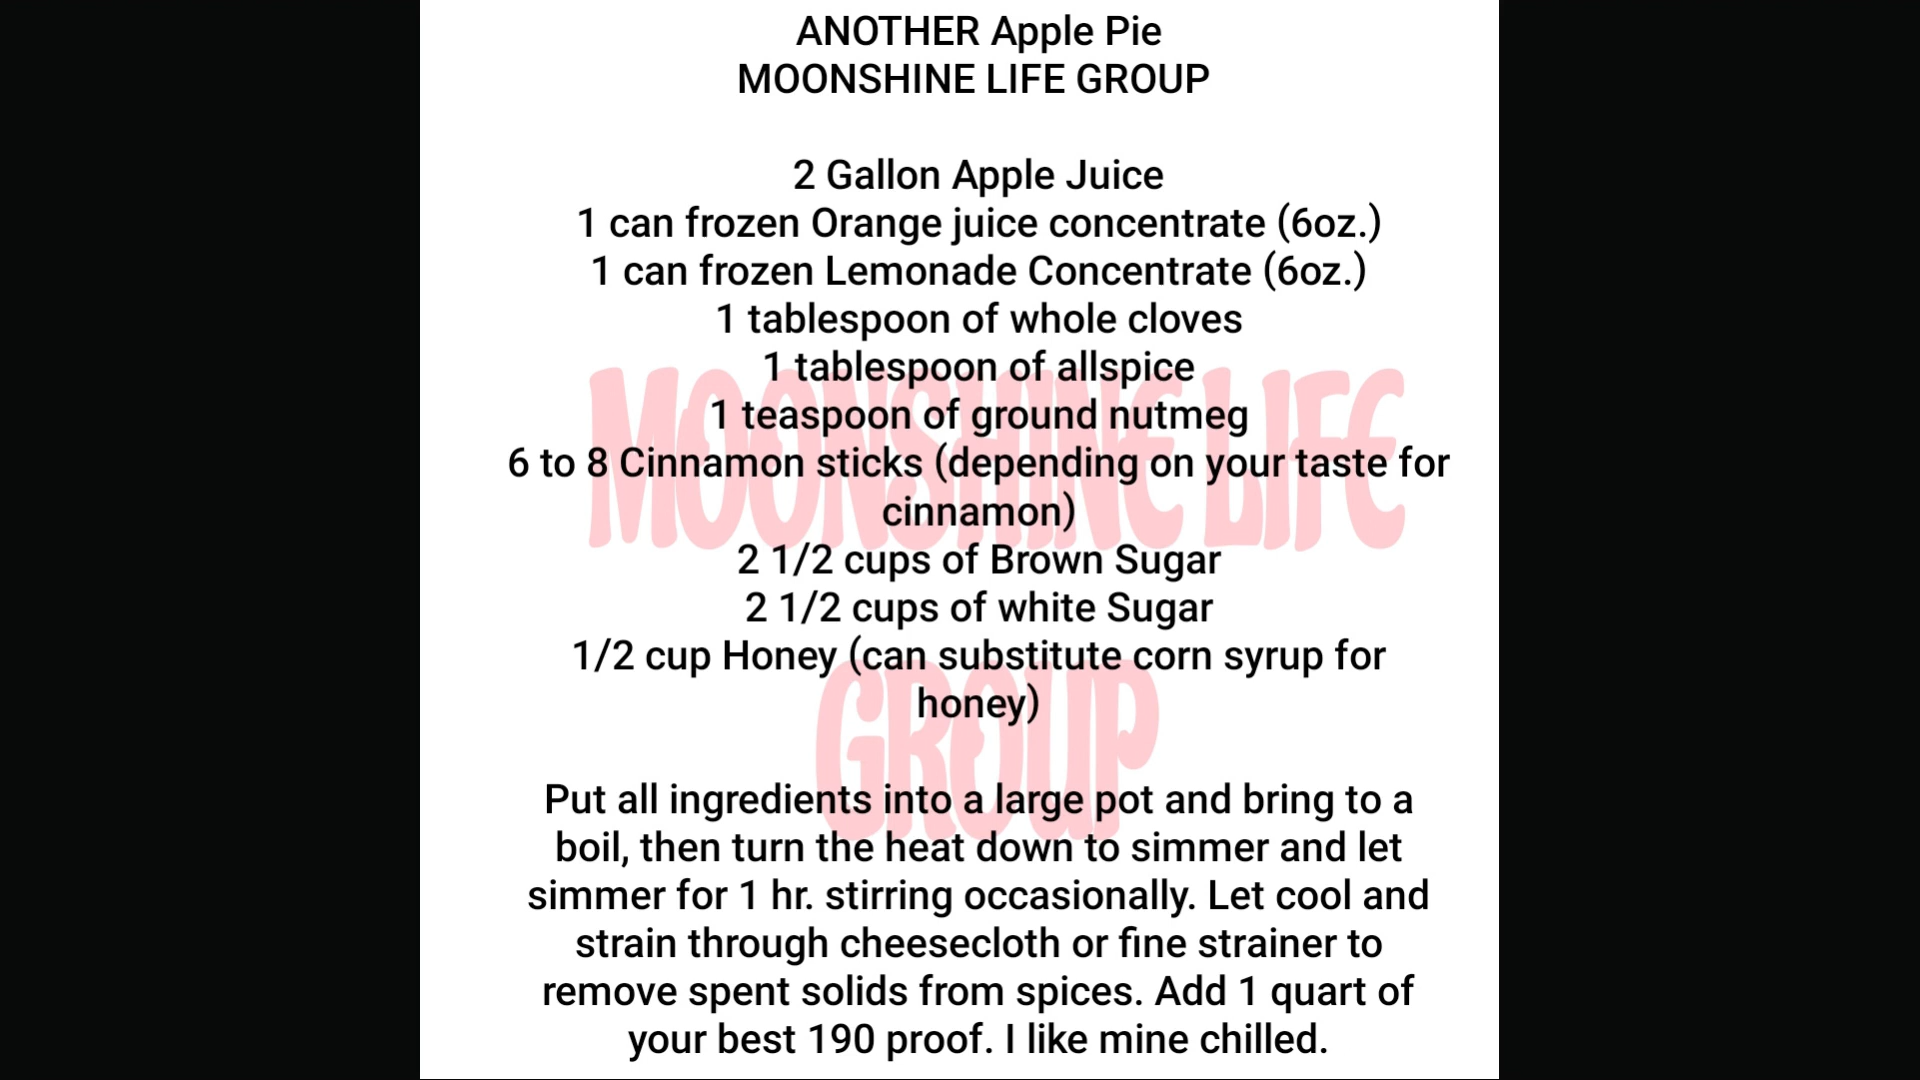 ANOTHER Apple Pie
MOONSHINE LIFE GROUP
2 Gallon Apple Juice
1 can frozen Orange juice concentrate (6oz.)
1 can frozen Lemonade Concentrate (6oz.)
1 tablespoon of whole cloves
1 tablespoon of allspice
1 teaspoon of ground nutmeg
6 to 8 Cinnamon sticks (depending on your taste for
cinnamon)
2 1/2 cups of Brown Sugar
2 1/2 cups of white Sugar
1/2 cup Honey (can substitute corn syrup for
honey)
Put all ingredients into a large pot and bring to a
boil, then turn the heat down to simmer and let
simmer for 1 hr. stirring occasionally. Let cool and
strain through cheesecloth or fine strainer to
remove spent solids from spices. Add 1 quart of
your best 190 proof. I like mine chilled.
MOONSHINE LIFE
GROUP